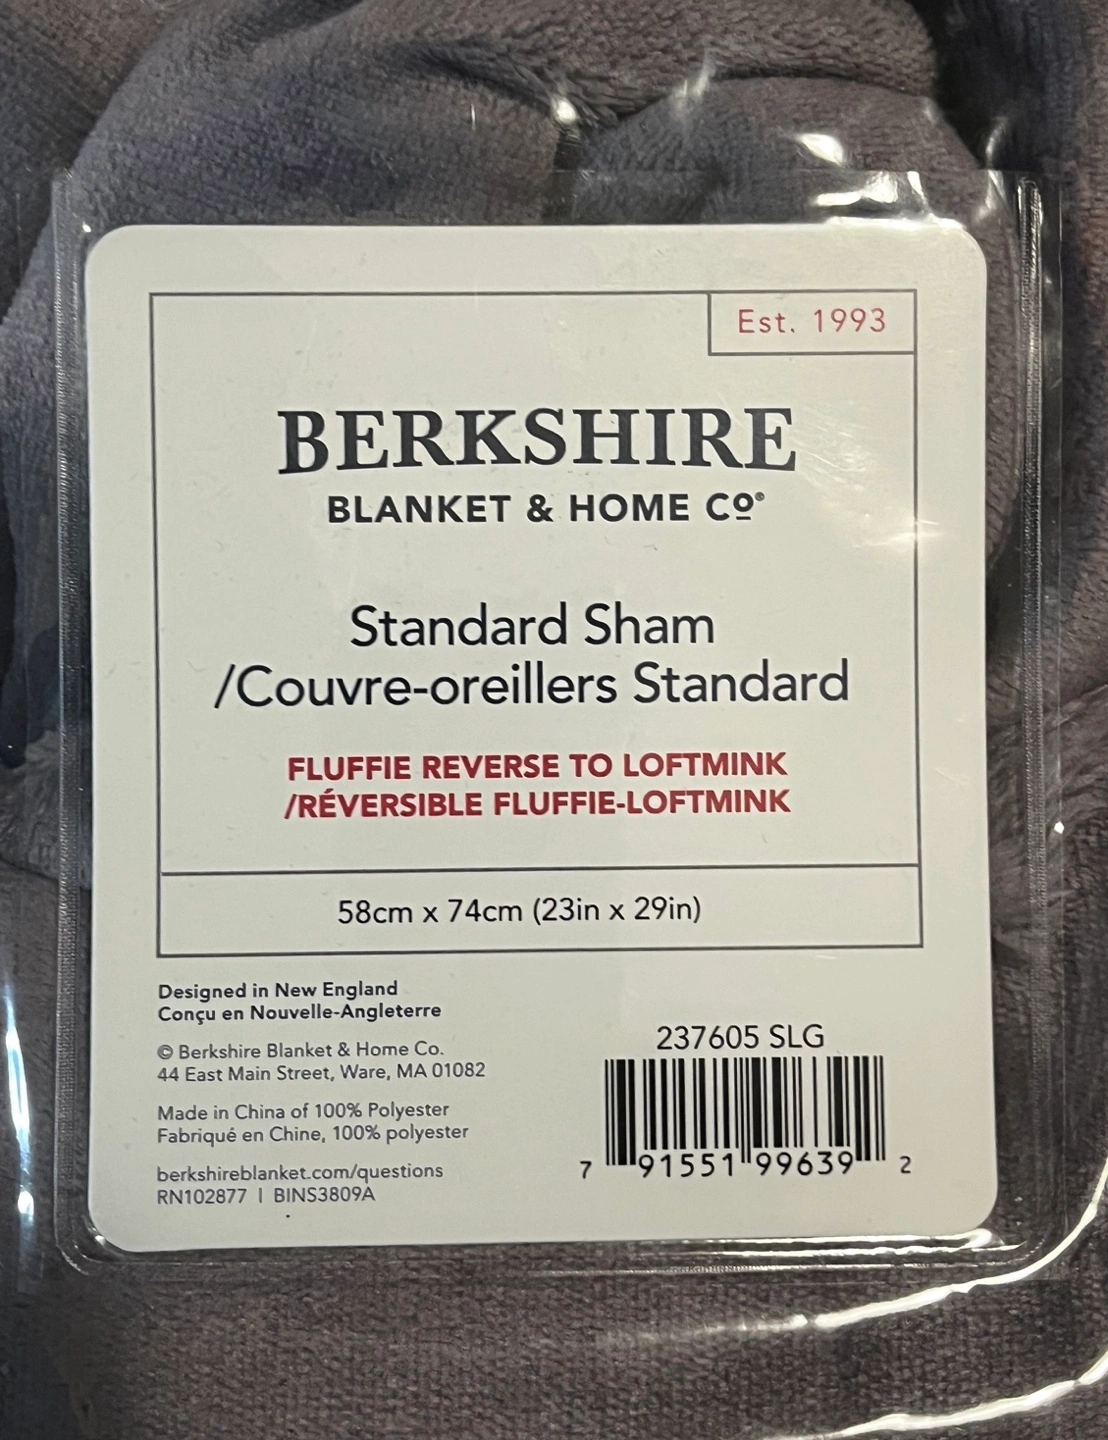 Est. 1993
BERKSHIRE
BLANKET & HOME Cº®
Standard Sham
/Couvre-oreillers Standard
FLUFFIE REVERSE TO LOFTMINK
/RÉVERSIBLE FLUFFIE-LOFTMINK
58cm x 74cm (23in x 29in)
Designed in New England
Conçu en Nouvelle-Angleterre
© Berkshire Blanket & Home Co.
44 East Main Street, Ware, MA 01082
Made in China of 100% Polyester
Fabriqué en Chine, 100% polyester
berkshireblanket.com/questions
RN102877 | BINS3809A
237605 SLG
7 91551 99639 2